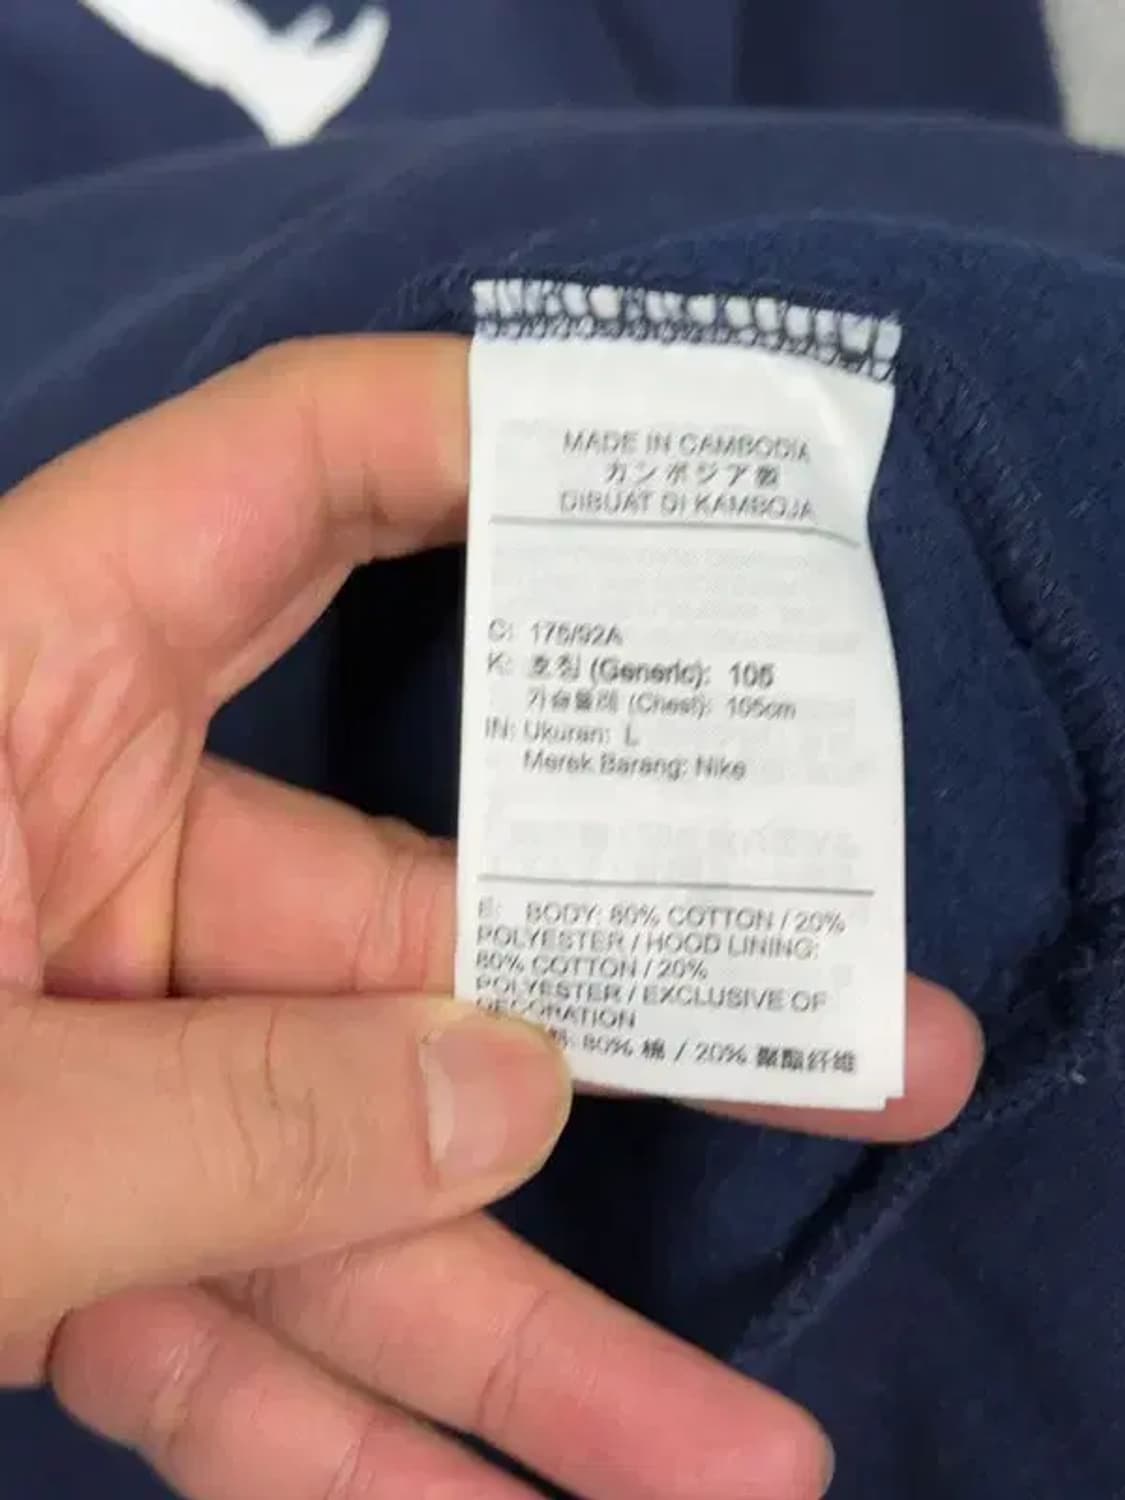 MADE IN CAMBODIA
カンボジア製
DIBUAT DI KAMBOJA
C: 175/92A
K: 호칭 (Generic): 105
가슴둘레 (Chest): 105cm
IN: Ukuran: L
Merek Barang: Nike
E: BODY: 80% COTTON / 20%
POLYESTER / HOOD LINING:
80% COTTON / 20%
POLYESTER / EXCLUSIVE OF
DECORATION
80% 棉 / 20% 聚酯纤维